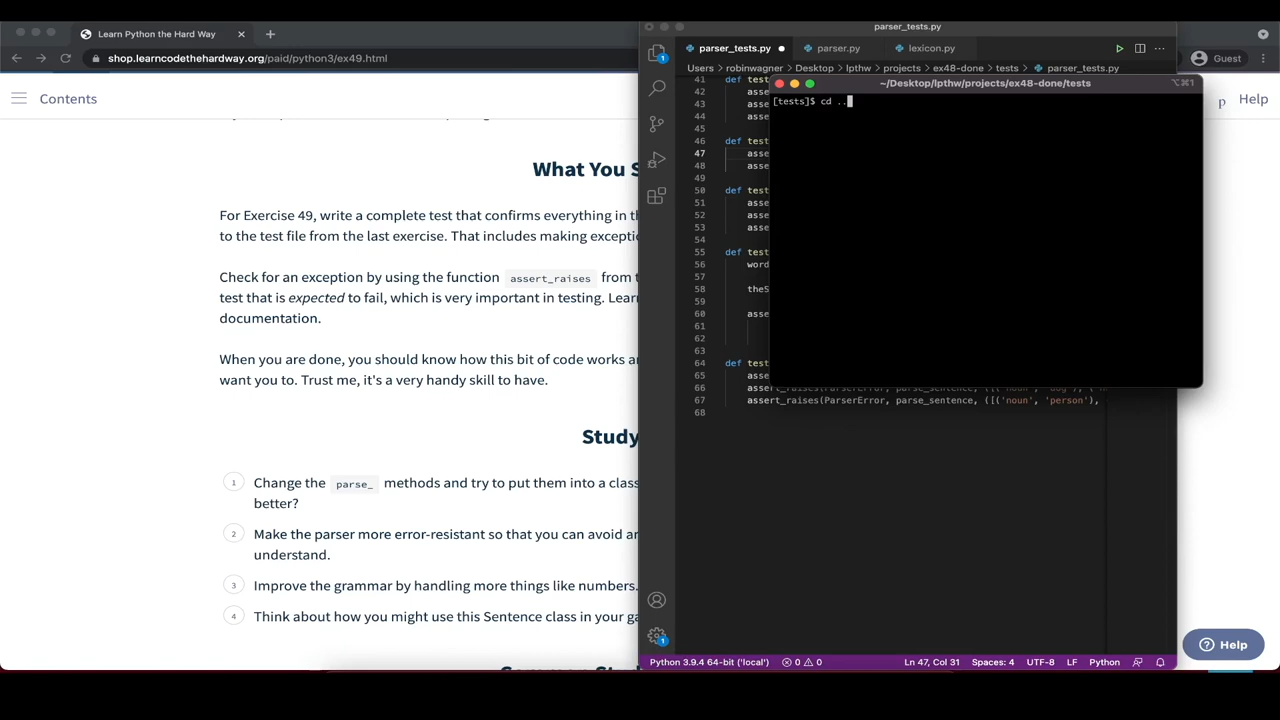 Learn Python the Hard Way
shop.learncodethehardway.org/paid/python3/ex49.html
Guest
Contents
Help
What You S
For Exercise 49, write a complete test that confirms everything in th
to the test file from the last exercise. That includes making excepti
Check for an exception by using the function assert_raises from t
test that is expected to fail, which is very important in testing. Lear
documentation.
When you are done, you should know how this bit of code works a
want you to. Trust me, it's a very handy skill to have.
Study
1 Change the parse_ methods and try to put them into a class
better?
2 Make the parser more error-resistant so that you can avoid a
understand.
3 Improve the grammar by handling more things like numbers.
4 Think about how you might use this Sentence class in your ga
parser_tests.py
parser_tests.py parser.py lexicon.py
Users robinwagner Desktop lpthw projects ex48-done tests parser_tests.py
41 def test
42 asse
43 asse
44 asse
45
46 def test
47 asse
48 asse
49
50 def test
51 asse
52 asse
53 asse
54
55 def test
56 word
57
58 theS
59
60 asse
61
62
63
64 def test
65 asse
66
67 assert_raises(ParserError, parse_sentence, ([('noun', 'person'),
68
~/Desktop/lpthw/projects/ex48-done/tests
⌥⌘1
[tests]$ cd ..
Python 3.9.4 64-bit ('local') 0 0 Ln 47, Col 31 Spaces: 4 UTF-8 LF Python
Help